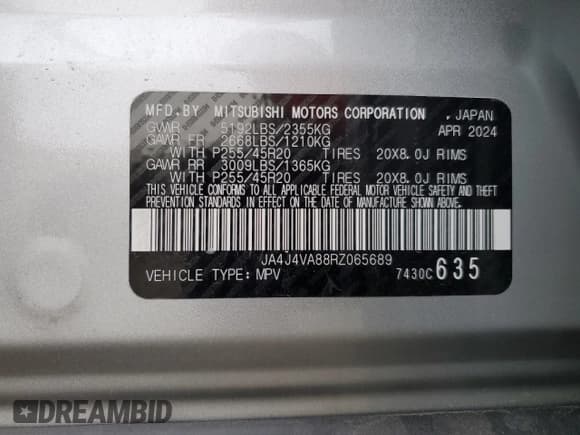 MFD.BY MITSUBISHI MOTORS CORPORATION . JAPAN
GVWR 5192LBS/2355KG APR 2024
GAWR FR 2668LBS/1210KG
WITH P255/45R20 TIRES 20X8.0J RIMS
GAWR RR 3009LBS/1365KG
WITH P255/45R20 TIRES 20X8.0J RIMS
THIS VEHICLE CONFORMS TO ALL APPLICABLE FEDERAL MOTOR VEHICLE SAFETY AND THEFT
PREVENTION STANDARDS IN EFFECT ON THE DATE OF MANUFACTURE SHOWN ABOVE.
JA4J4VA88RZ065689
VEHICLE TYPE: MPV 7430C 635
DREAMBID